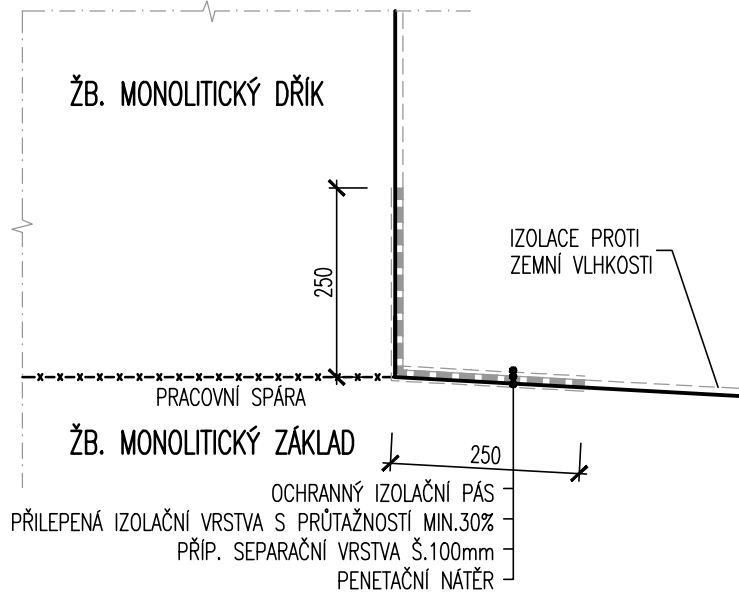 ŽB. MONOLITICKÝ DŘÍK
250
IZOLACE PROTI
ZEMNÍ VLHKOSTI
PRACOVNÍ SPÁRA
ŽB. MONOLITICKÝ ZÁKLAD
250
OCHRANNÝ IZOLAČNÍ PÁS
PŘILEPENÁ IZOLAČNÍ VRSTVA S PRŮTAŽNOSTÍ MIN.30%
PŘÍP. SEPARAČNÍ VRSTVA Š.100mm
PENETAČNÍ NÁTĚR